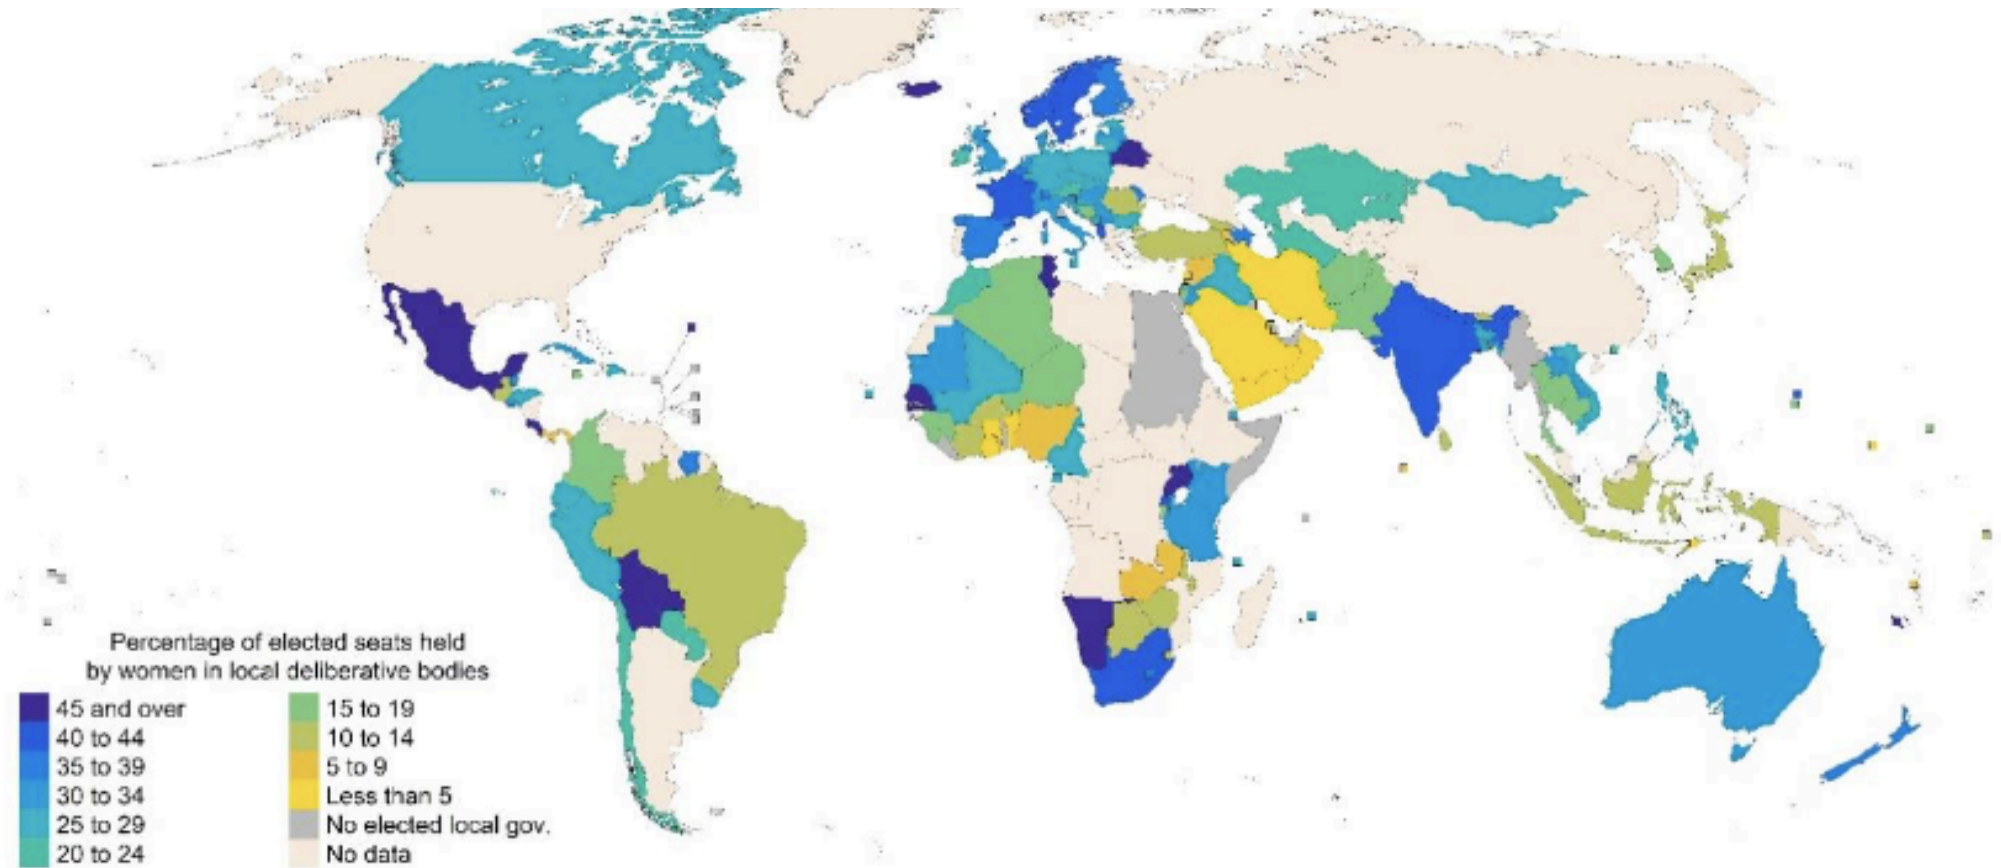 Percentage of elected seats held
by women in local deliberative bodies
45 and over
40 to 44
35 to 39
30 to 34
25 to 29
20 to 24
15 to 19
10 to 14
5 to 9
Less than 5
No elected local gov.
No data